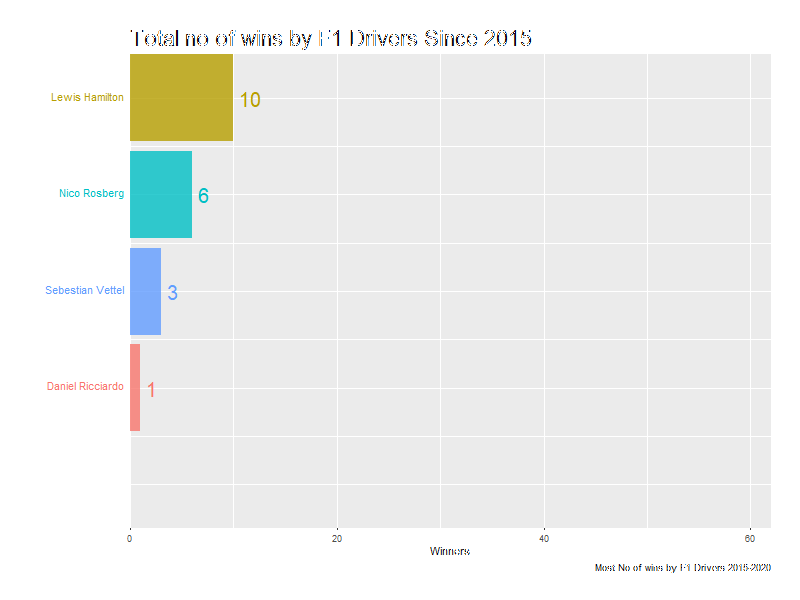 Total no of wins by F1 Drivers Since 2015
Lewis Hamilton
10
Nico Rosberg
6
Sebestian Vettel
3
Daniel Ricciardo
1
0 20 40 60
Winners
Most No of wins by F1 Drivers 2015-2020